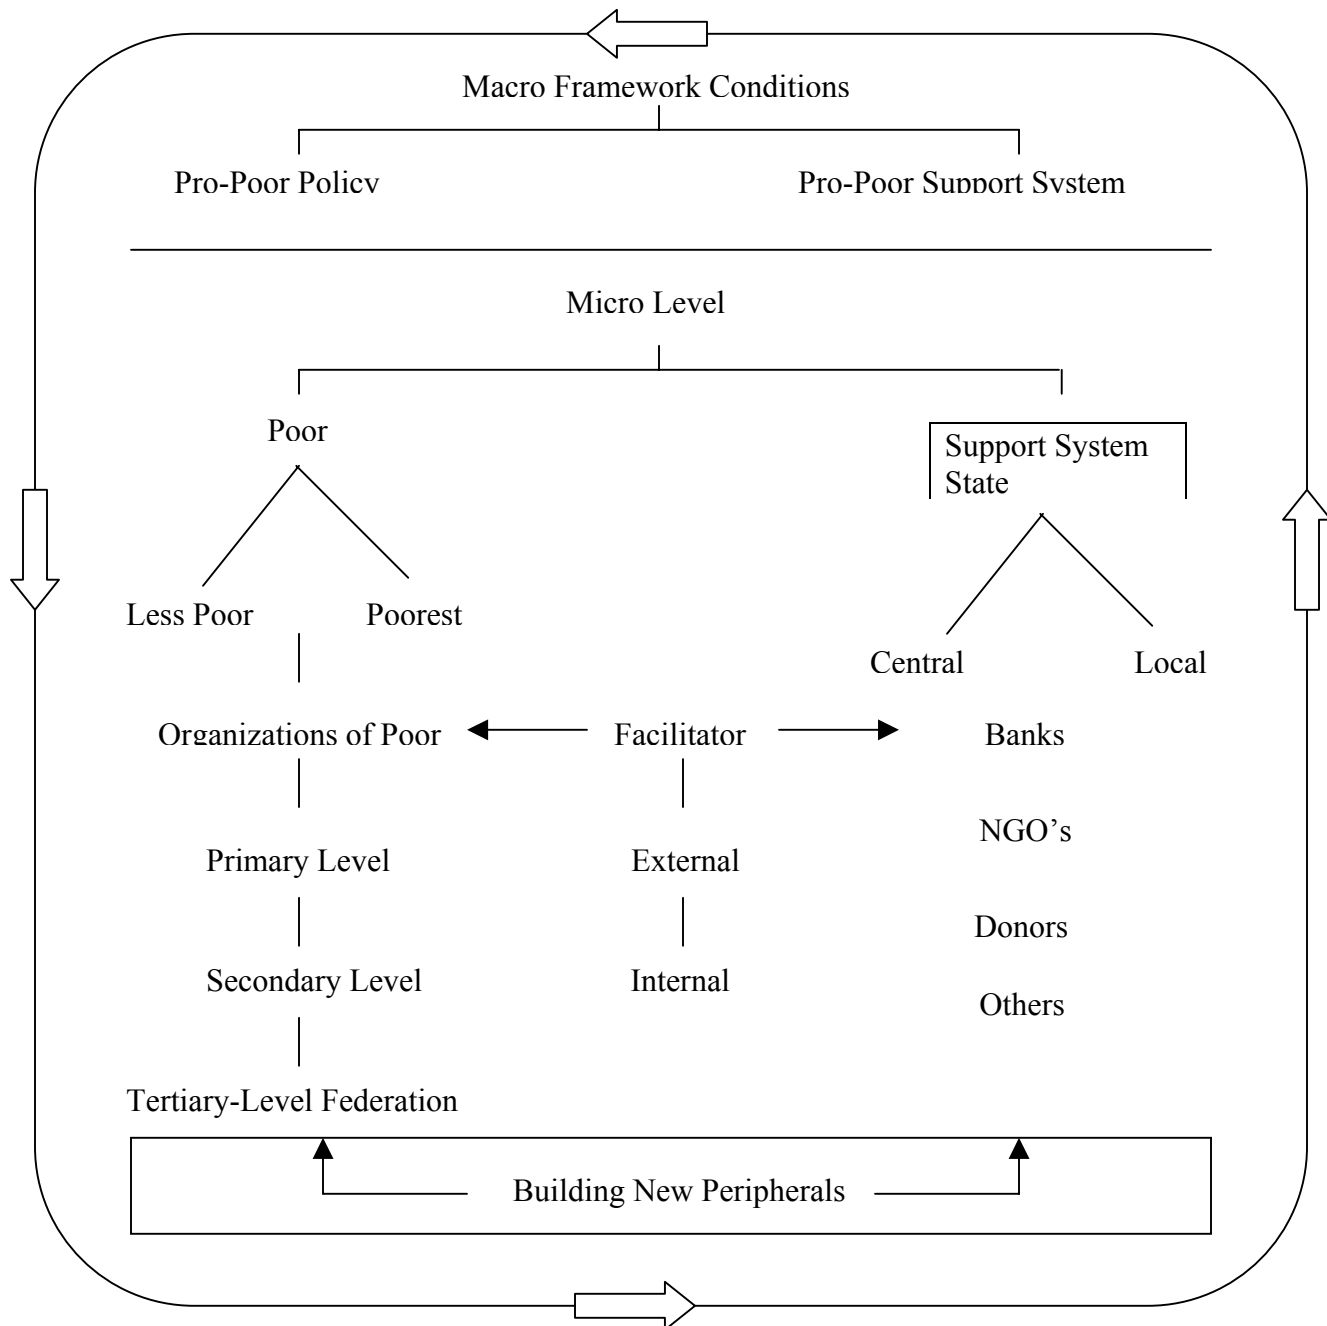 Macro Framework Conditions
Pro-Poor Policy
Pro-Poor Support System
Micro Level
Poor
Support System
State
Less Poor
Poorest
Central
Local
Organizations of Poor
Facilitator
Banks
NGO’s
Primary Level
External
Donors
Secondary Level
Internal
Others
Tertiary-Level Federation
Building New Peripherals